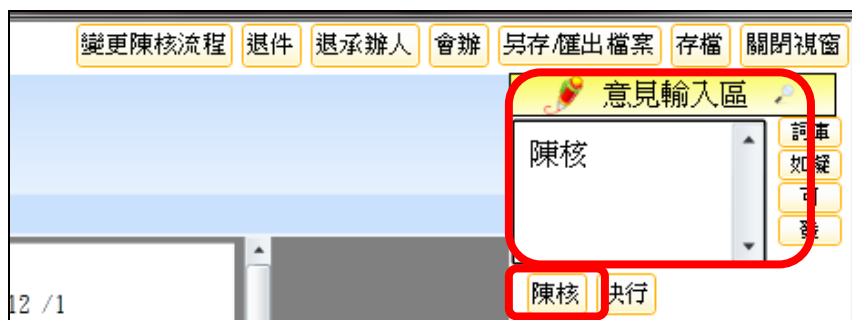 變更陳核流程 退件 退承辦人 會辦 另存/匯出檔案 存檔 關閉視窗
意見輸入區
陳核
詞庫
如擬
可
發
陳核 決行
12 /1